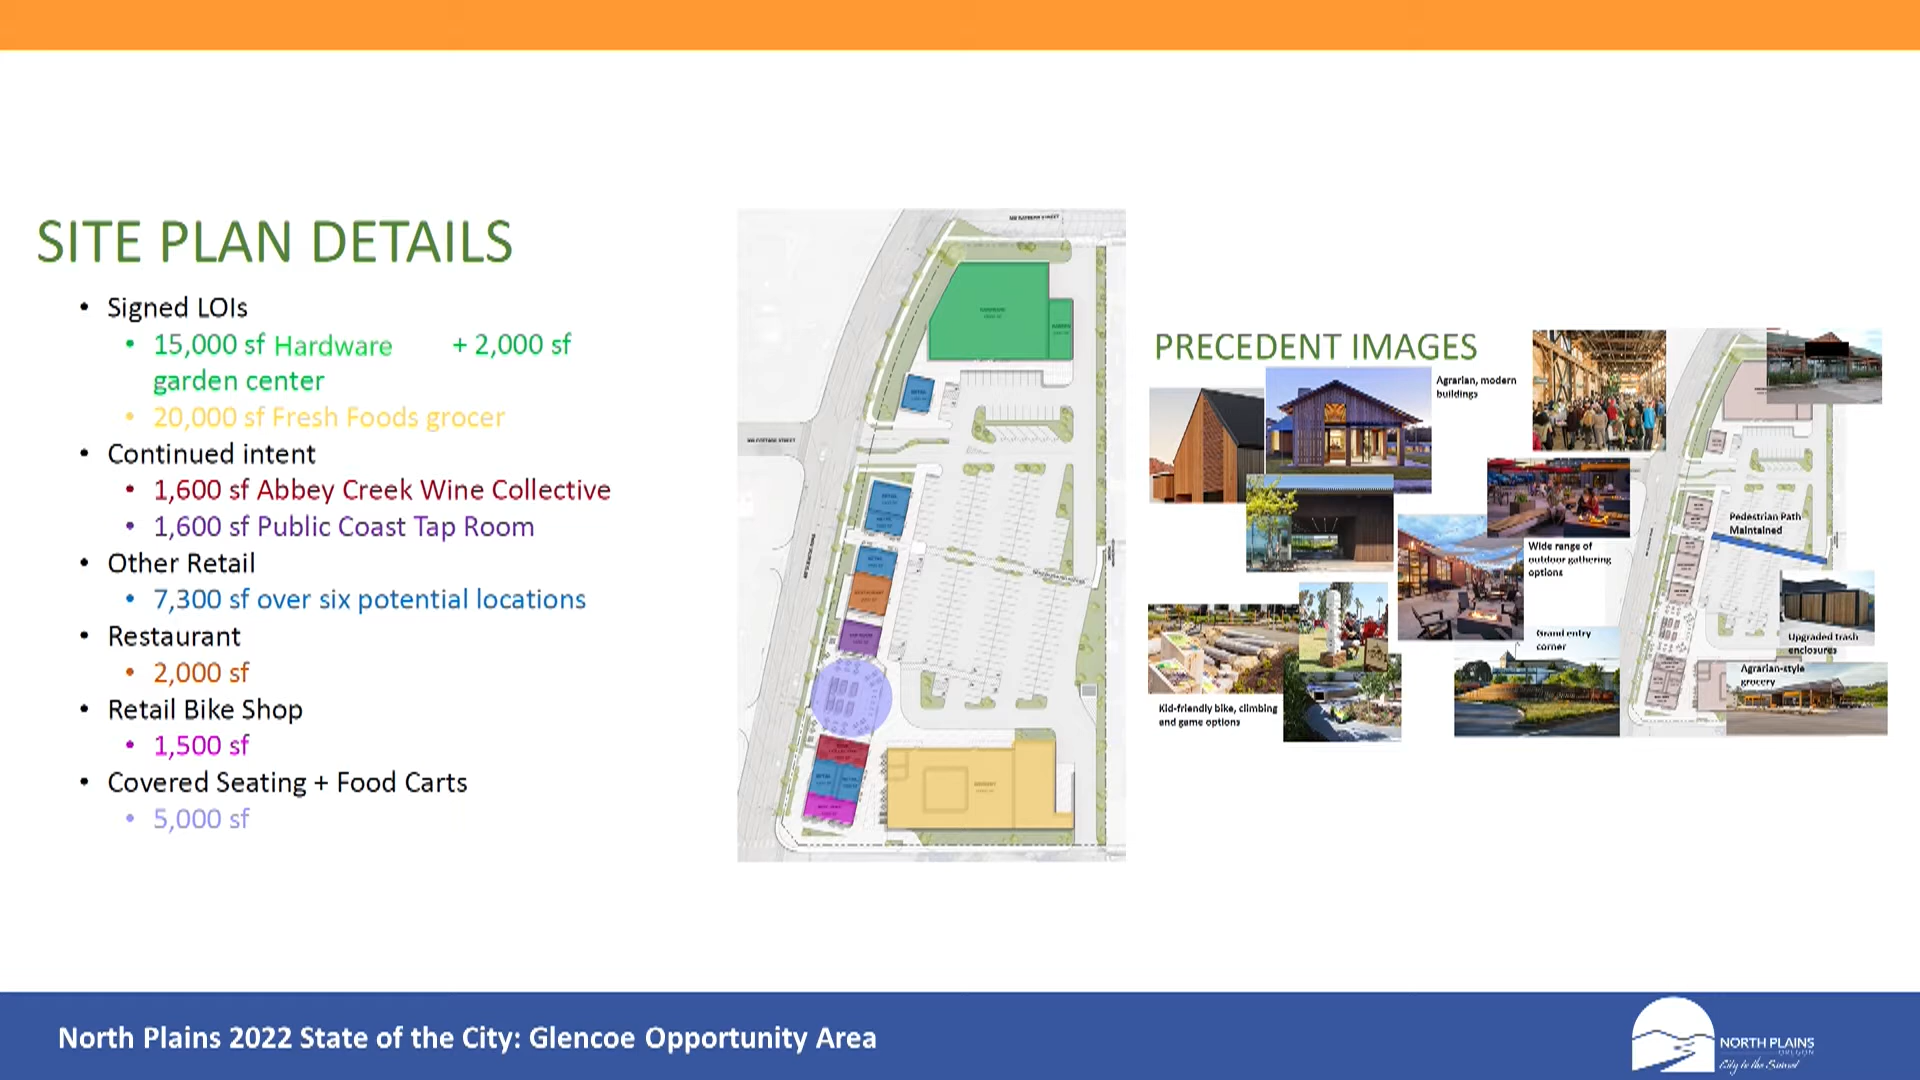 SITE PLAN DETAILS
• Signed LOIs
• 15,000 sf Hardware + 2,000 sf
garden center
• 20,000 sf Fresh Foods grocer
• Continued intent
• 1,600 sf Abbey Creek Wine Collective
• 1,600 sf Public Coast Tap Room
• Other Retail
• 7,300 sf over six potential locations
• Restaurant
• 2,000 sf
• Retail Bike Shop
• 1,500 sf
• Covered Seating + Food Carts
• 5,000 sf
PRECEDENT IMAGES
Agrarian, modern
buildings
Pedestrian Path
Maintained
Wide range of
outdoor gathering
options
Grand entry
corner
Upgraded trash
enclosures
Agrarian-style
grocery
Kid-friendly bike, climbing
and game options
North Plains 2022 State of the City: Glencoe Opportunity Area
NORTH PLAINS
OREGON
City to the Sunset